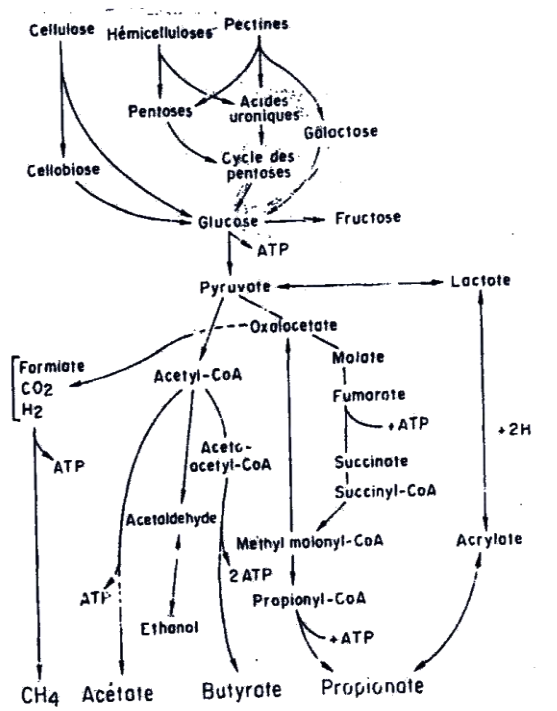 Cellulose Hémicelluloses Pectines
Pentoses Acides
uroniques
Galactose
Cellobiose Cycle des
pentoses
Glucose Fructose
ATP
Pyruvate Lactate
Oxalacetate
Malate
Formiate
CO2
H2
Acétyl-CoA
Fumarate
+ATP
+2H
ATP
Aceto-
acetyl-CoA
Succinate
Succinyl-CoA
Acetaldehyde
Methyl malonyl-CoA Acrylate
ATP
2 ATP
Propionyl-CoA
Ethanol
+ATP
CH4 Acétate Butyrate Propionate